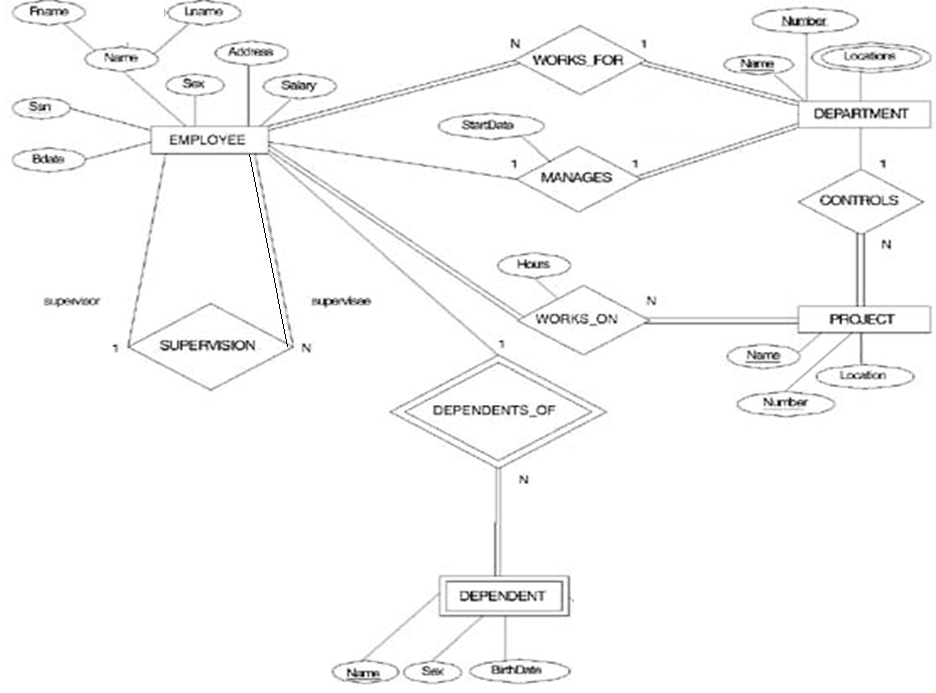 Fname
Lname
Number
Name
Address
N
1
WORKS_FOR
Locations
Name
Sex
Salary
Ssn
StartDate
DEPARTMENT
EMPLOYEE
Bdate
1
1
1
MANAGES
CONTROLS
N
Hours
supervisor
supervisee
N
WORKS_ON
PROJECT
1
SUPERVISION
N
1
Name
Location
Number
DEPENDENTS_OF
N
DEPENDENT
Name
Sex
BirthDate